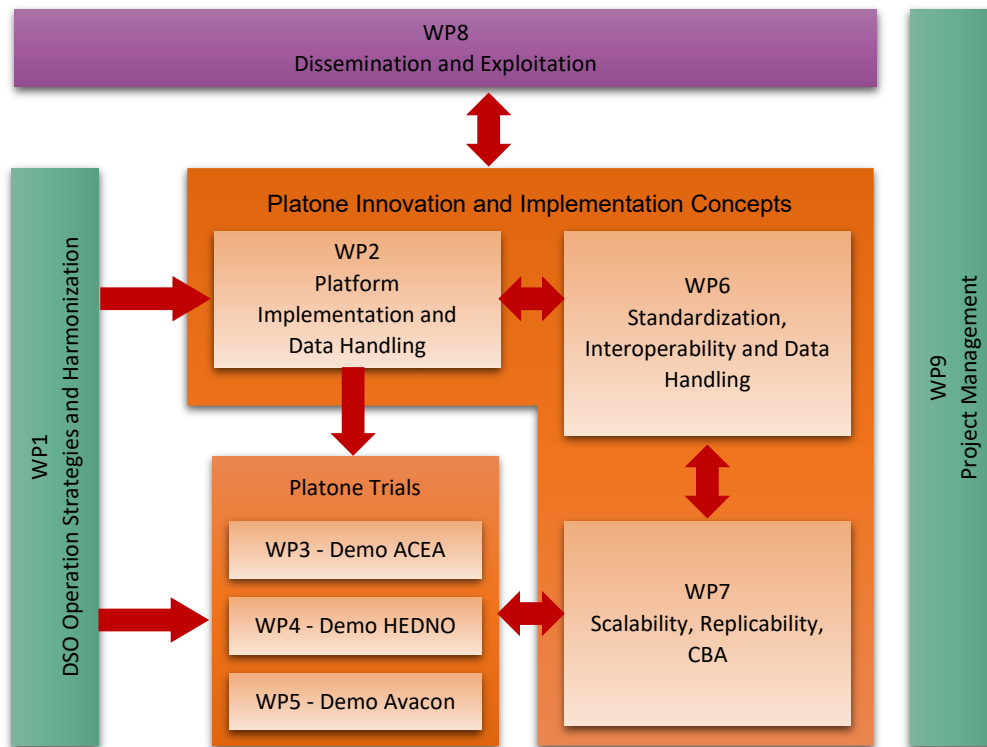 WP8
Dissemination and Exploitation
WP9
Project Management
WP1
DSO Operation Strategies and Harmonization
Platone Innovation and Implementation Concepts
WP2
Platform
Implementation and
Data Handling
WP6
Standardization,
Interoperability and Data
Handling
Platone Trials
WP3 - Demo ACEA
WP4 - Demo HEDNO
WP5 - Demo Avacon
WP7
Scalability, Replicability,
CBA